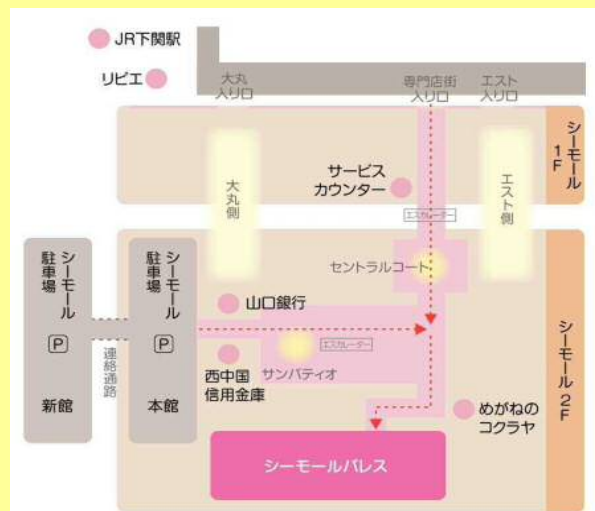 JR下関駅
リピエ
大丸
入り口
専門店街
入り口
エスト
入り口
シーモール
1F
サービス
カウンター
大丸側
エスト側
エスカレーター
セントラルコート
シーモール
駐車場
P
新館
連絡通路
シーモール
駐車場
P
本館
山口銀行
エスカレーター
サンパティオ
西中国
信用金庫
めがねの
コクラヤ
シーモール2F
シーモールパレス